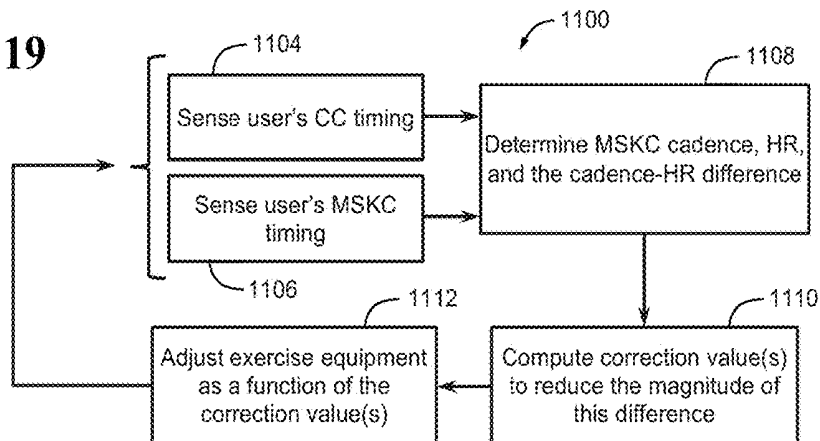 19
1100
1104
1108
Sense user's CC timing
Determine MSKC cadence, HR,
and the cadence-HR difference
Sense user's MSKC
timing
1106
1112
1110
Adjust exercise equipment
as a function of the
correction value(s)
Compute correction value(s)
to reduce the magnitude of
this difference